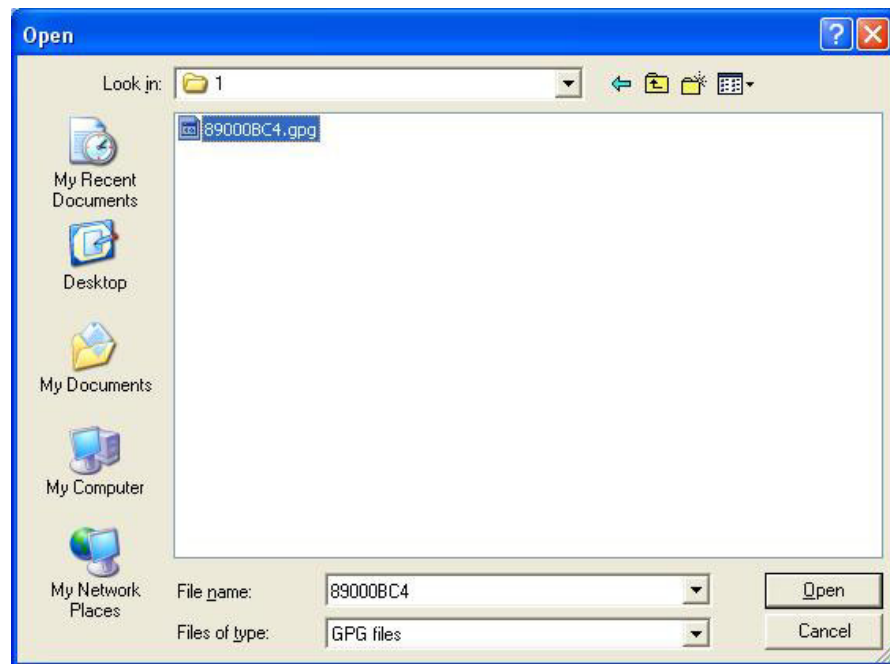 Open
Look in: 1
89000BC4.gpg
My Recent
Documents
Desktop
My Documents
My Computer
My Network
Places
File name: 89000BC4 Open
Files of type: GPG files Cancel